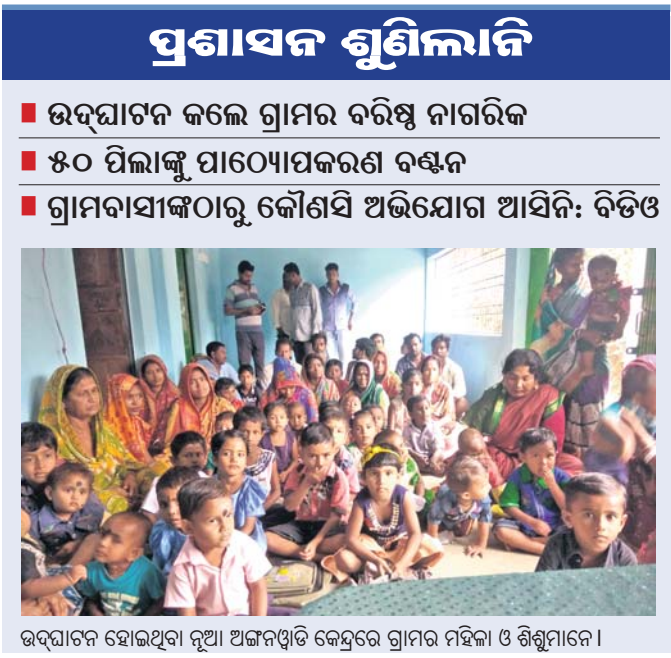 ପ୍ରଶାସନ ଶୁଣିଲାନି
ଉଦ୍‌ଘାଟନ କଲେ ଗ୍ରାମର ବରିଷ୍ଠ ନାଗରିକ
୫୦ ପିଲାଙ୍କୁ ପାଠ୍ୟୋପକରଣ ବଣ୍ଟନ
ଗ୍ରାମବାସୀଙ୍କଠାରୁ କୌଣସି ଅଭିଯୋଗ ଆସିନି: ବିଡିଓ
ଉଦ୍‌ଘାଟନ ହୋଇଥିବା ନୂଆ ଅଙ୍ଗନୱାଡି କେନ୍ଦ୍ରରେ ଗ୍ରାମର ମହିଳା ଓ ଶିଶୁମାନେ।